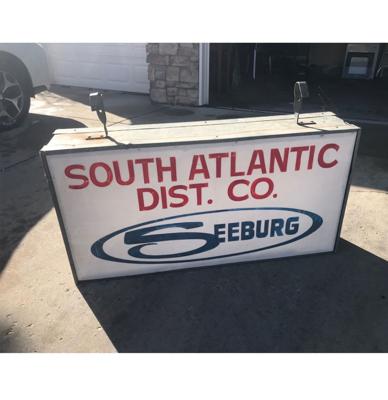 SOUTH ATLANTIC
DIST. CO.
SEEBURG